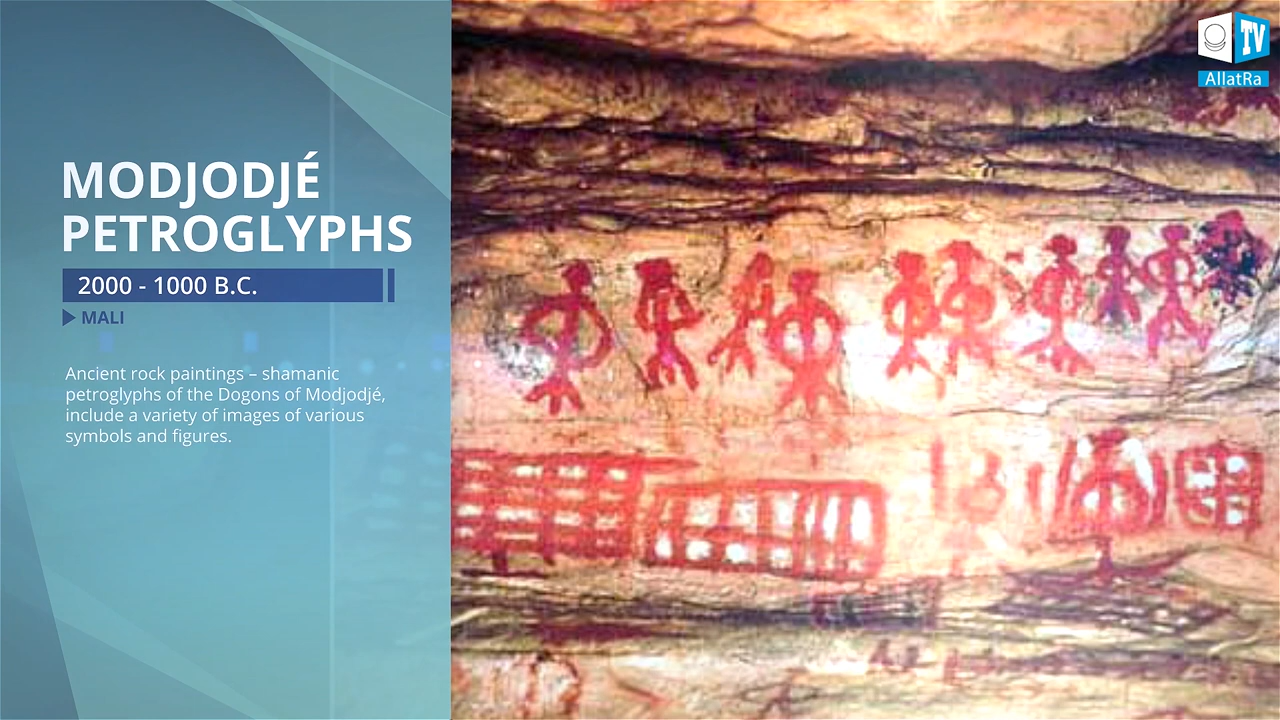 MODJODJÉ
PETROGLYPHS
2000 - 1000 B.C.
MALI
Ancient rock paintings – shamanic
petroglyphs of the Dogons of Modjodjé,
include a variety of images of various
symbols and figures.
TV
AllatRa